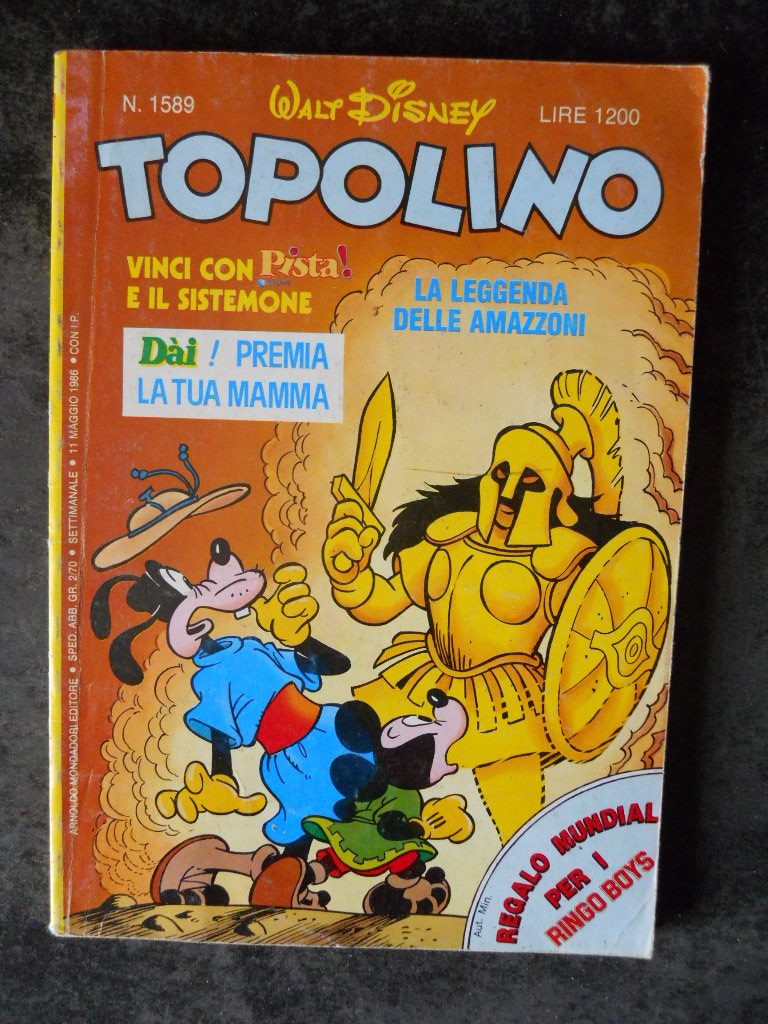 N. 1589
WALT DISNEY
LIRE 1200
TOPOLINO
VINCI CON Pista!
E IL SISTEMONE
Dài! PREMIA
LA TUA MAMMA
LA LEGGENDA
DELLE AMAZZONI
ARNOLDO MONDADORI EDITORE • SPED. ABB. GR. 2/70 • SETTIMANALE • 11 MAGGIO 1986 • CON I.P.
REGALO MUNDIAL
PER I
RINGO BOYS
Aut. Min.